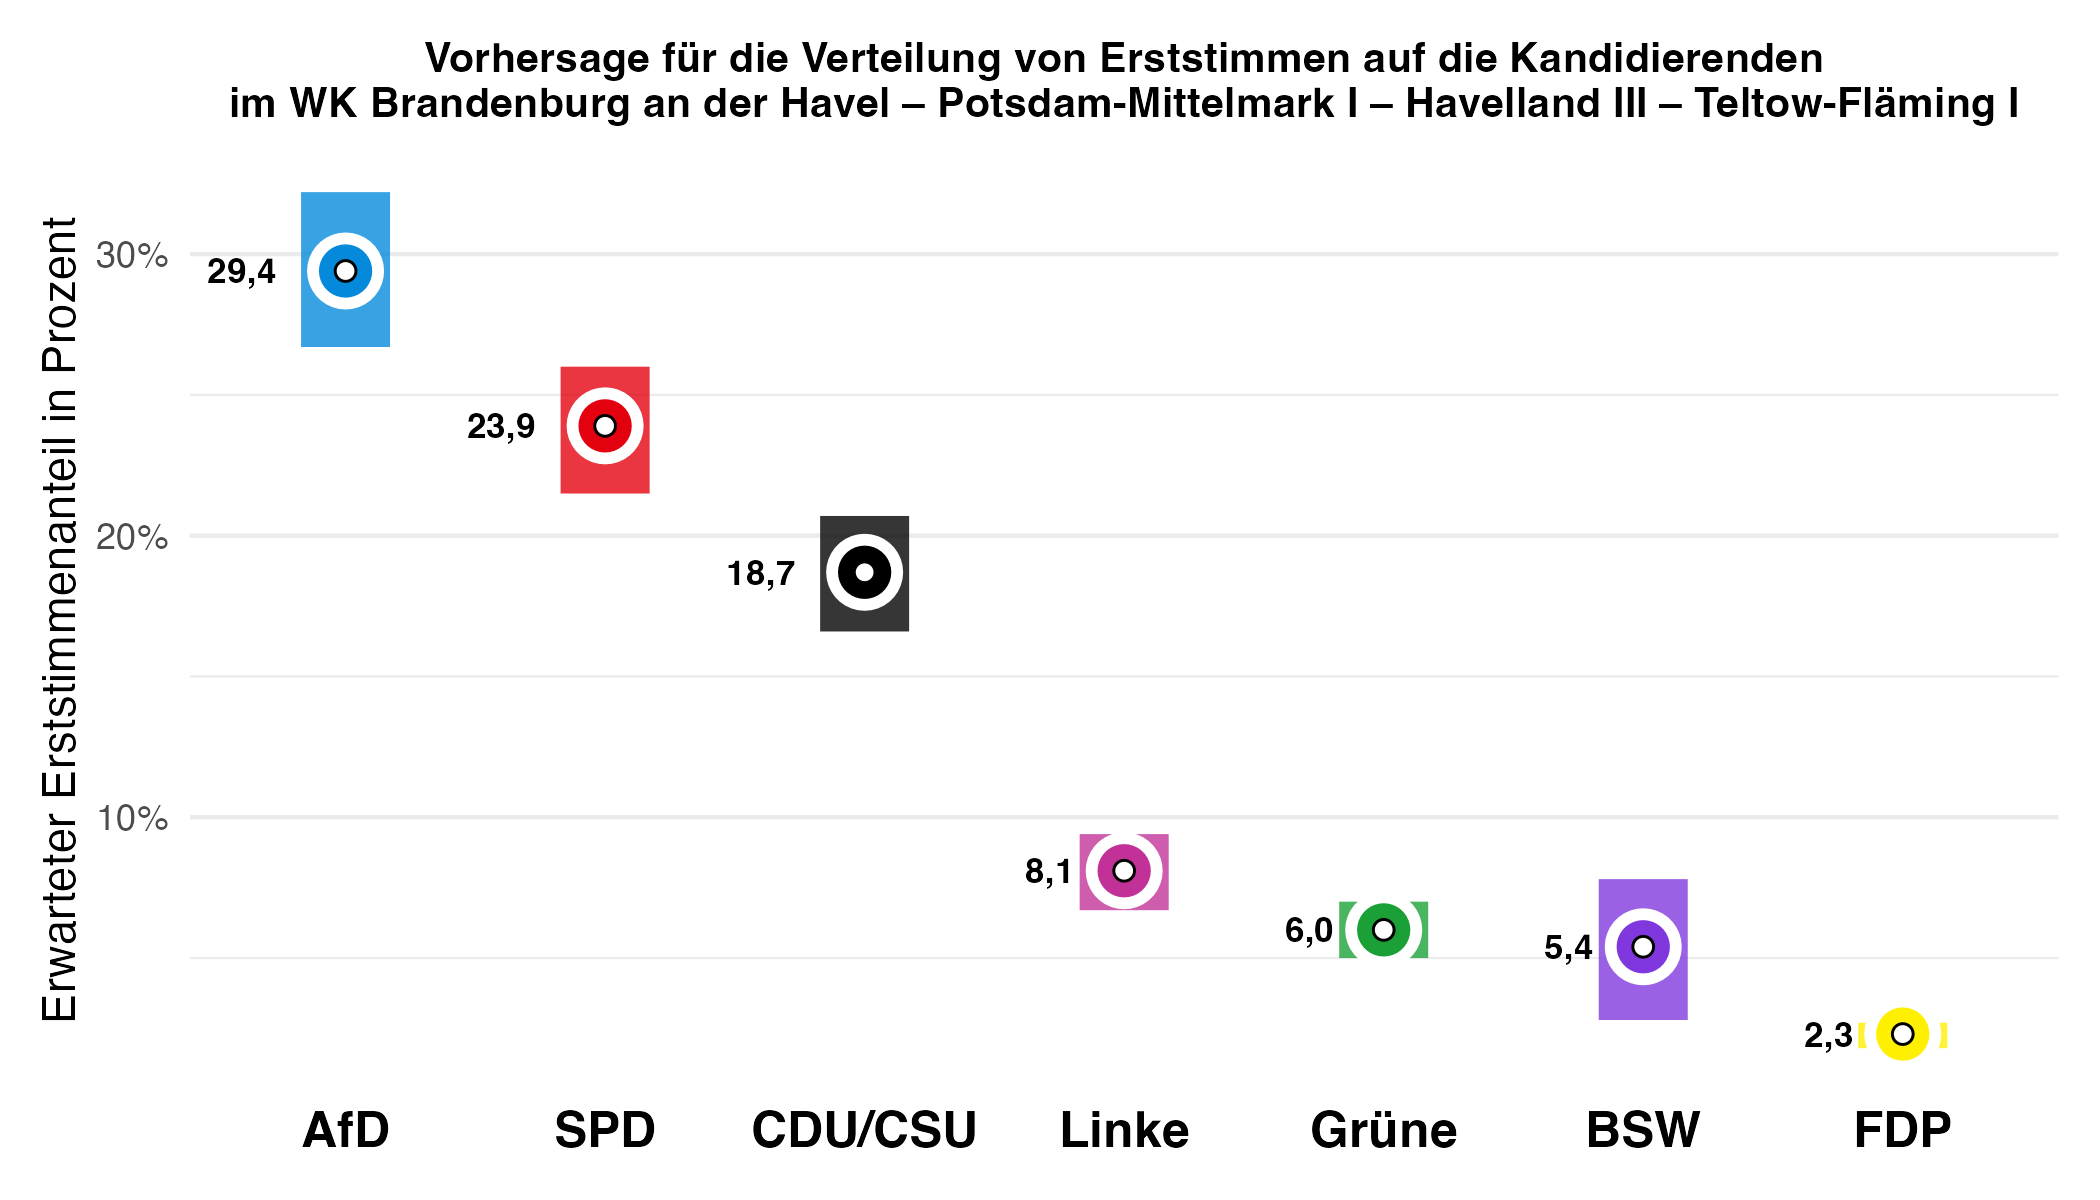 Vorhersage für die Verteilung von Erststimmen auf die Kandidierenden
im WK Brandenburg an der Havel – Potsdam-Mittelmark I – Havelland III – Teltow-Fläming I
Erwarteter Erststimmenanteil in Prozent
30%
20%
10%
29,4
23,9
18,7
8,1
6,0
5,4
2,3
AfD
SPD
CDU/CSU
Linke
Grüne
BSW
FDP